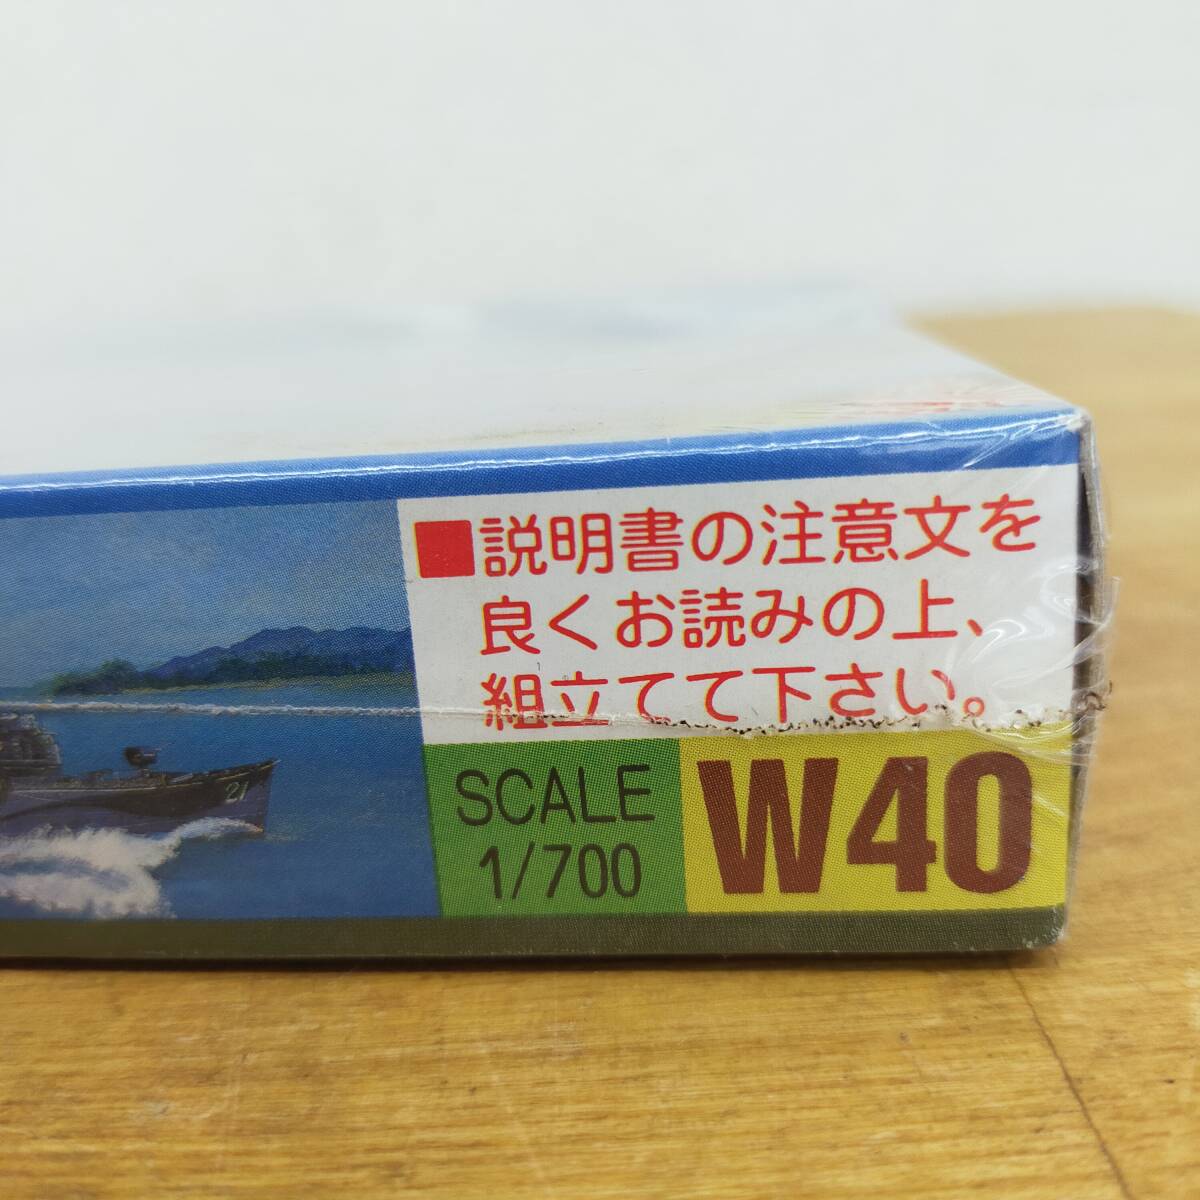 ■説明書の注意文を
良くお読みの上、
組立てて下さい。
SCALE
1/700
W40
21